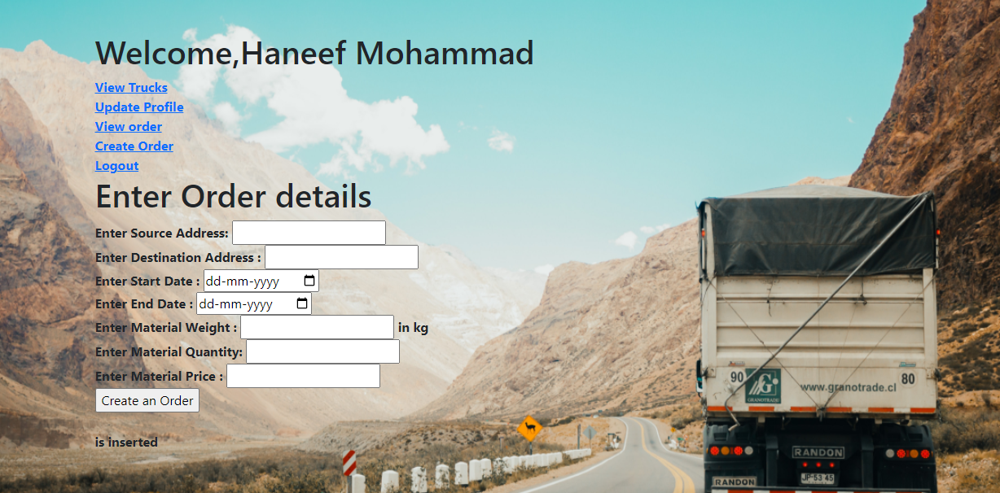 Welcome,Haneef Mohammad
View Trucks
Update Profile
View order
Create Order
Logout
Enter Order details
Enter Source Address:
Enter Destination Address :
Enter Start Date : dd-mm-yyyy
Enter End Date : dd-mm-yyyy
Enter Material Weight : in kg
Enter Material Quantity:
Enter Material Price :
Create an Order
is inserted
90
GRANOTRADE
www.granotrade.cl
80
RANDON
JP-53 45
RANDON